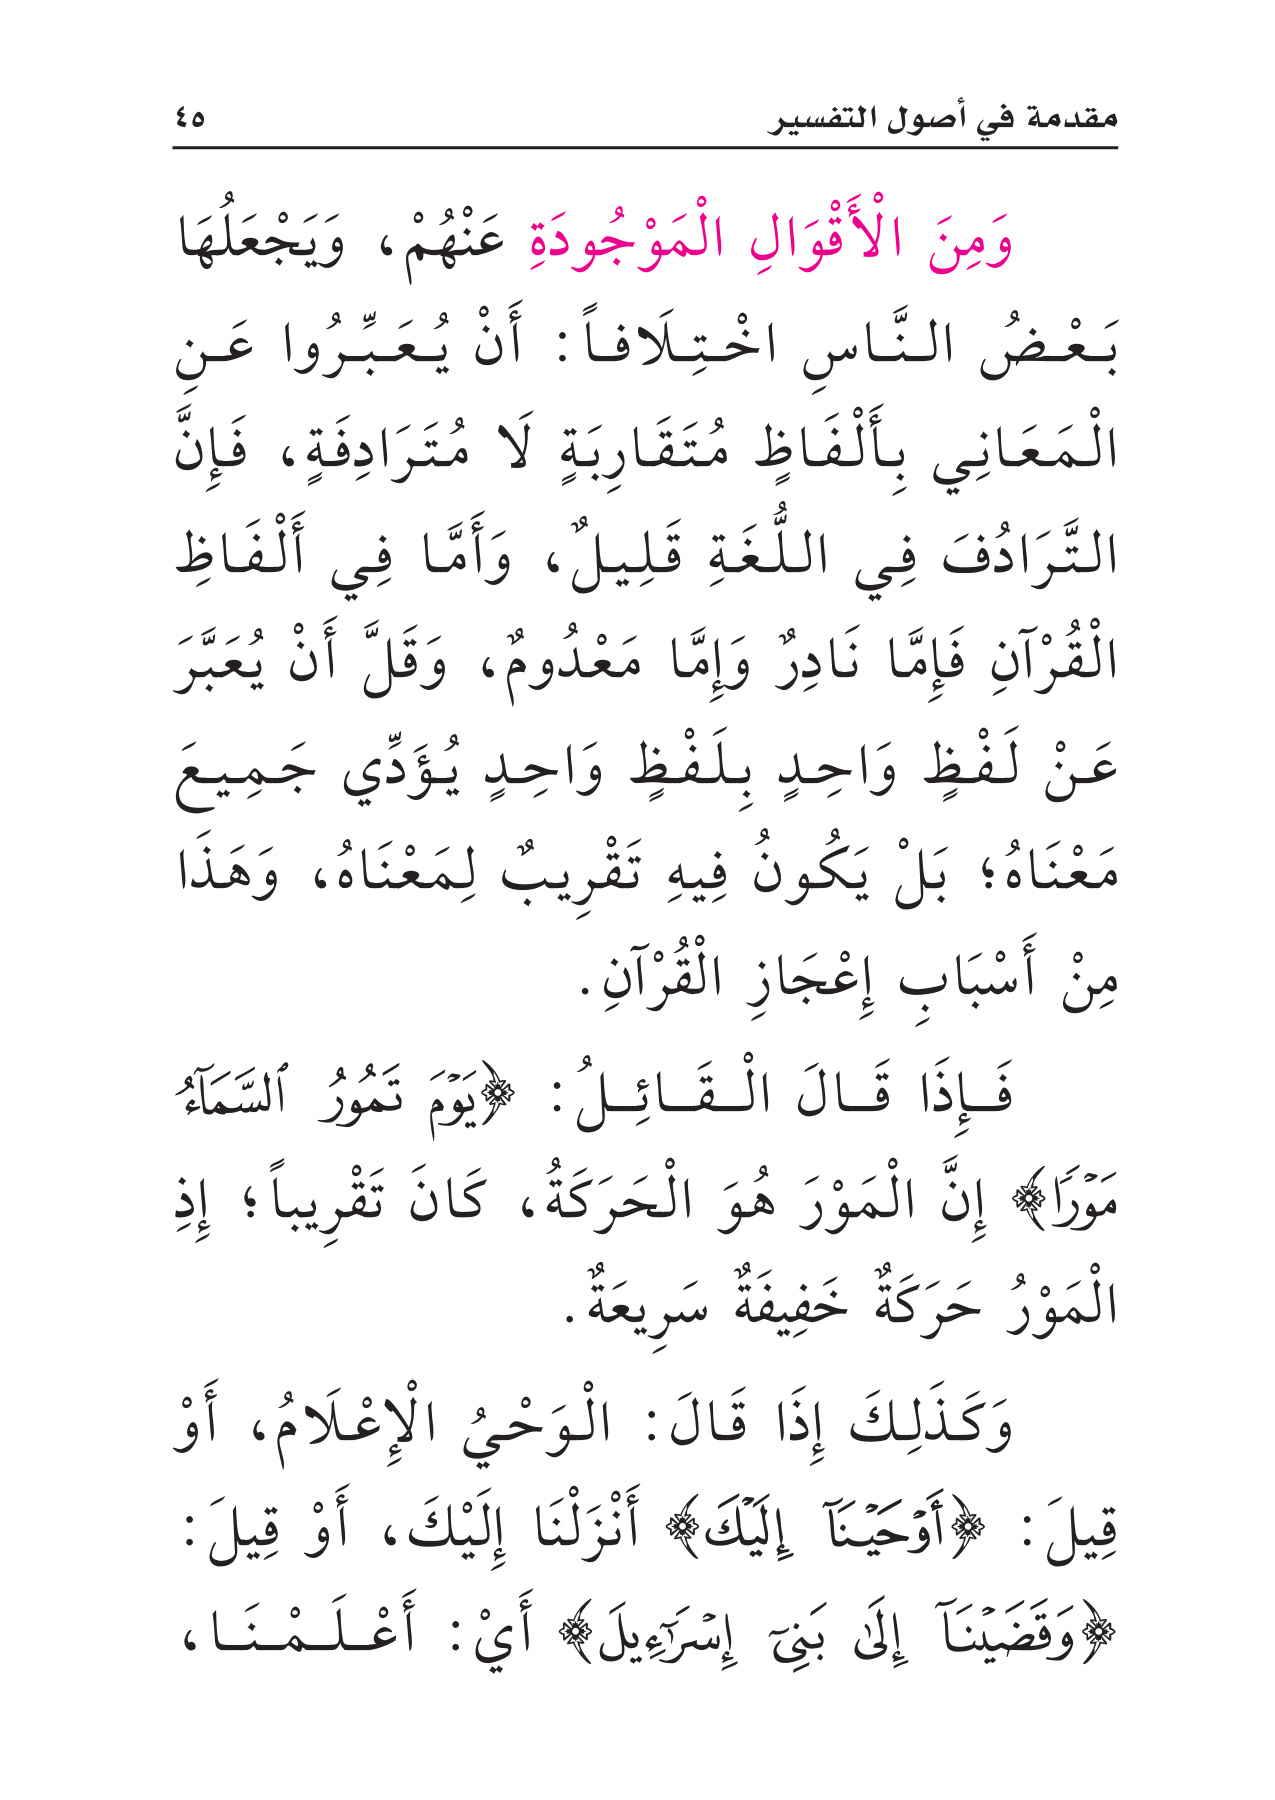 مقدمة في أصول التفسير ٤٥
وَمِنَ الْأَقْوَالِ الْمَوْجُودَةِ عَنْهُمْ، وَيَجْعَلُهَا
بَعْضُ النَّاسِ اخْتِلَافاً: أَنْ يُعَبِّرُوا عَنِ
الْمَعَانِي بِأَلْفَاظٍ مُتَقَارِبَةٍ لَا مُتَرَادِفَةٍ، فَإِنَّ
التَّرَادُفَ فِي اللُّغَةِ قَلِيلٌ، وَأَمَّا فِي أَلْفَاظِ
الْقُرْآنِ فَإِمَّا نَادِرٌ وَإِمَّا مَعْدُومٌ، وَقَلَّ أَنْ يُعَبَّرَ
عَنْ لَفْظٍ وَاحِدٍ بِلَفْظٍ وَاحِدٍ يُؤَدِّي جَمِيعَ
مَعْنَاهُ؛ بَلْ يَكُونُ فِيهِ تَقْرِيبٌ لِمَعْنَاهُ، وَهَذَا
مِنْ أَسْبَابِ إِعْجَازِ الْقُرْآنِ.
فَإِذَا قَالَ الْقَائِلُ: ﴿يَوْمَ تَمُورُ ٱلسَّمَآءُ
مَوْرًا﴾ إِنَّ الْمَوْرَ هُوَ الْحَرَكَةُ، كَانَ تَقْرِيباً؛ إِذِ
الْمَوْرُ حَرَكَةٌ خَفِيفَةٌ سَرِيعَةٌ.
وَكَذَلِكَ إِذَا قَالَ: الْوَحْيُ الْإِعْلَامُ، أَوْ
قِيلَ: ﴿أَوْحَيْنَآ إِلَيْكَ﴾ أَنْزَلْنَا إِلَيْكَ، أَوْ قِيلَ:
﴿وَقَضَيْنَآ إِلَىٰ بَنِىٓ إِسْرَٰٓءِيلَ﴾ أَيْ: أَعْلَمْنَا،